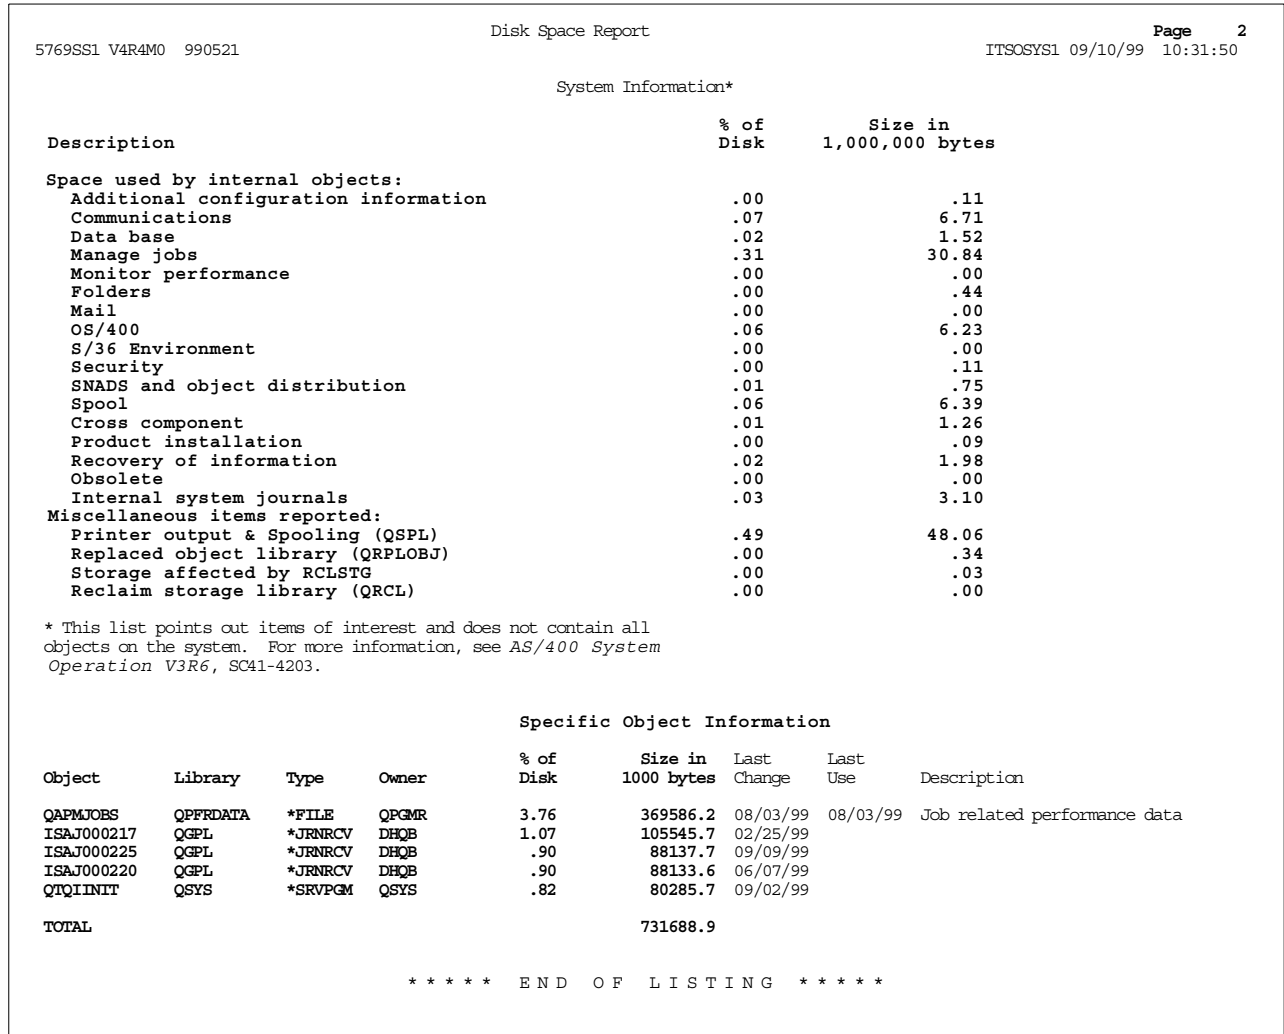 Disk Space Report Page 2
5769SS1 V4R4M0 990521 ITSOSYS1 09/10/99 10:31:50
System Information*
% of Size in
Description Disk 1,000,000 bytes
Space used by internal objects:
Additional configuration information .00 .11
Communications .07 6.71
Data base .02 1.52
Manage jobs .31 30.84
Monitor performance .00 .00
Folders .00 .44
Mail .00 .00
OS/400 .06 6.23
S/36 Environment .00 .00
Security .00 .11
SNADS and object distribution .01 .75
Spool .06 6.39
Cross component .01 1.26
Product installation .00 .09
Recovery of information .02 1.98
Obsolete .00 .00
Internal system journals .03 3.10
Miscellaneous items reported:
Printer output & Spooling (QSPL) .49 48.06
Replaced object library (QRPLOBJ) .00 .34
Storage affected by RCLSTG .00 .03
Reclaim storage library (QRCL) .00 .00
* This list points out items of interest and does not contain all
objects on the system. For more information, see AS/400 System
Operation V3R6, SC41-4203.
Specific Object Information
% of Size in Last Last
Object Library Type Owner Disk 1000 bytes Change Use Description
QAPMJOBS QPFRDATA *FILE QPGMR 3.76 369586.2 08/03/99 08/03/99 Job related performance data
ISAJ000217 QGPL *JRNRCV DHQB 1.07 105545.7 02/25/99
ISAJ000225 QGPL *JRNRCV DHQB .90 88137.7 09/09/99
ISAJ000220 QGPL *JRNRCV DHQB .90 88133.6 06/07/99
QTQIINIT QSYS *SRVPGM QSYS .82 80285.7 09/02/99
TOTAL 731688.9
* * * * * E N D O F L I S T I N G * * * * *